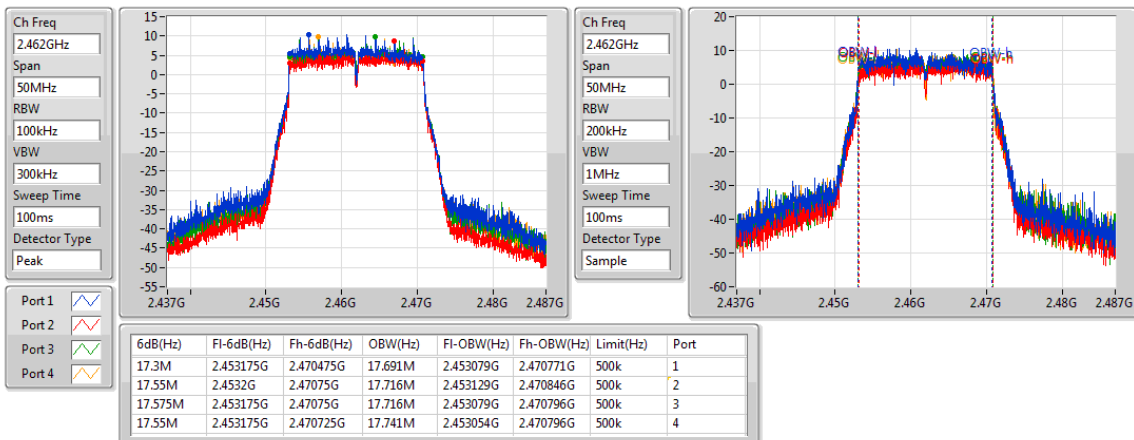 Ch Freq
2.462GHz
Span
50MHz
RBW
100kHz
VBW
300kHz
Sweep Time
100ms
Detector Type
Peak
15
10
5
0
-5
-10
-15
-20
-25
-30
-35
-40
-45
-50
-55
2.437G 2.45G 2.46G 2.47G 2.48G 2.487G
Ch Freq
2.462GHz
Span
50MHz
RBW
200kHz
VBW
1MHz
Sweep Time
100ms
Detector Type
Sample
20
10
0
-10
-20
-30
-40
-50
-60
OBW-l OBW-h
2.437G 2.45G 2.46G 2.47G 2.48G 2.487G
Port 1
Port 2
Port 3
Port 4
6dB(Hz) Fl-6dB(Hz) Fh-6dB(Hz) OBW(Hz) Fl-OBW(Hz) Fh-OBW(Hz) Limit(Hz) Port
17.3M 2.453175G 2.470475G 17.691M 2.453079G 2.470771G 500k 1
17.55M 2.4532G 2.47075G 17.716M 2.453129G 2.470846G 500k 2
17.575M 2.453175G 2.47075G 17.716M 2.453079G 2.470796G 500k 3
17.55M 2.453175G 2.470725G 17.741M 2.453054G 2.470796G 500k 4